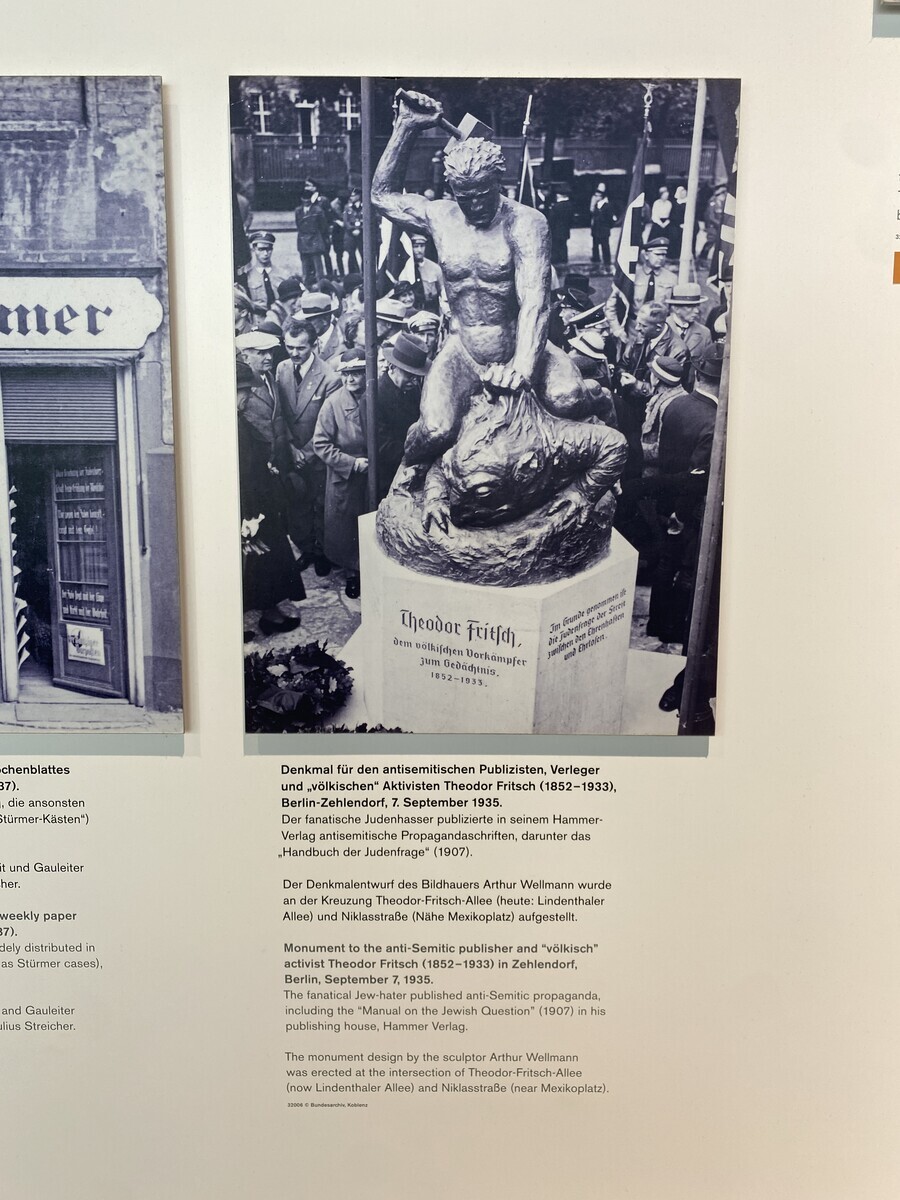 mer
ochenblattes
37).
g, die ansonsten
Stürmer-Kästen“)
it und Gauleiter
cher.
weekly paper
37).
dely distributed in
as Stürmer cases),
and Gauleiter
ulius Streicher.
Theodor Fritsch,
dem völkischen Vorkämpfer
zum Gedächtnis.
1852–1933.
Im Grunde genommen ist
die Judenfrage der Streit
zwischen den Ehrenhaften
und Ehrlosen.
Denkmal für den antisemitischen Publizisten, Verleger
und „völkischen“ Aktivisten Theodor Fritsch (1852–1933),
Berlin-Zehlendorf, 7. September 1935.
Der fanatische Judenhasser publizierte in seinem Hammer-
Verlag antisemitische Propagandaschriften, darunter das
„Handbuch der Judenfrage“ (1907).
Der Denkmalentwurf des Bildhauers Arthur Wellmann wurde
an der Kreuzung Theodor-Fritsch-Allee (heute: Lindenthaler
Allee) und Niklasstraße (Nähe Mexikoplatz) aufgestellt.
Monument to the anti-Semitic publisher and “völkisch”
activist Theodor Fritsch (1852–1933) in Zehlendorf,
Berlin, September 7, 1935.
The fanatical Jew-hater published anti-Semitic propaganda,
including the “Manual on the Jewish Question” (1907) in his
publishing house, Hammer Verlag.
The monument design by the sculptor Arthur Wellmann
was erected at the intersection of Theodor-Fritsch-Allee
(now Lindenthaler Allee) and Niklasstraße (near Mexikoplatz).
32006 © Bundesarchiv, Koblenz